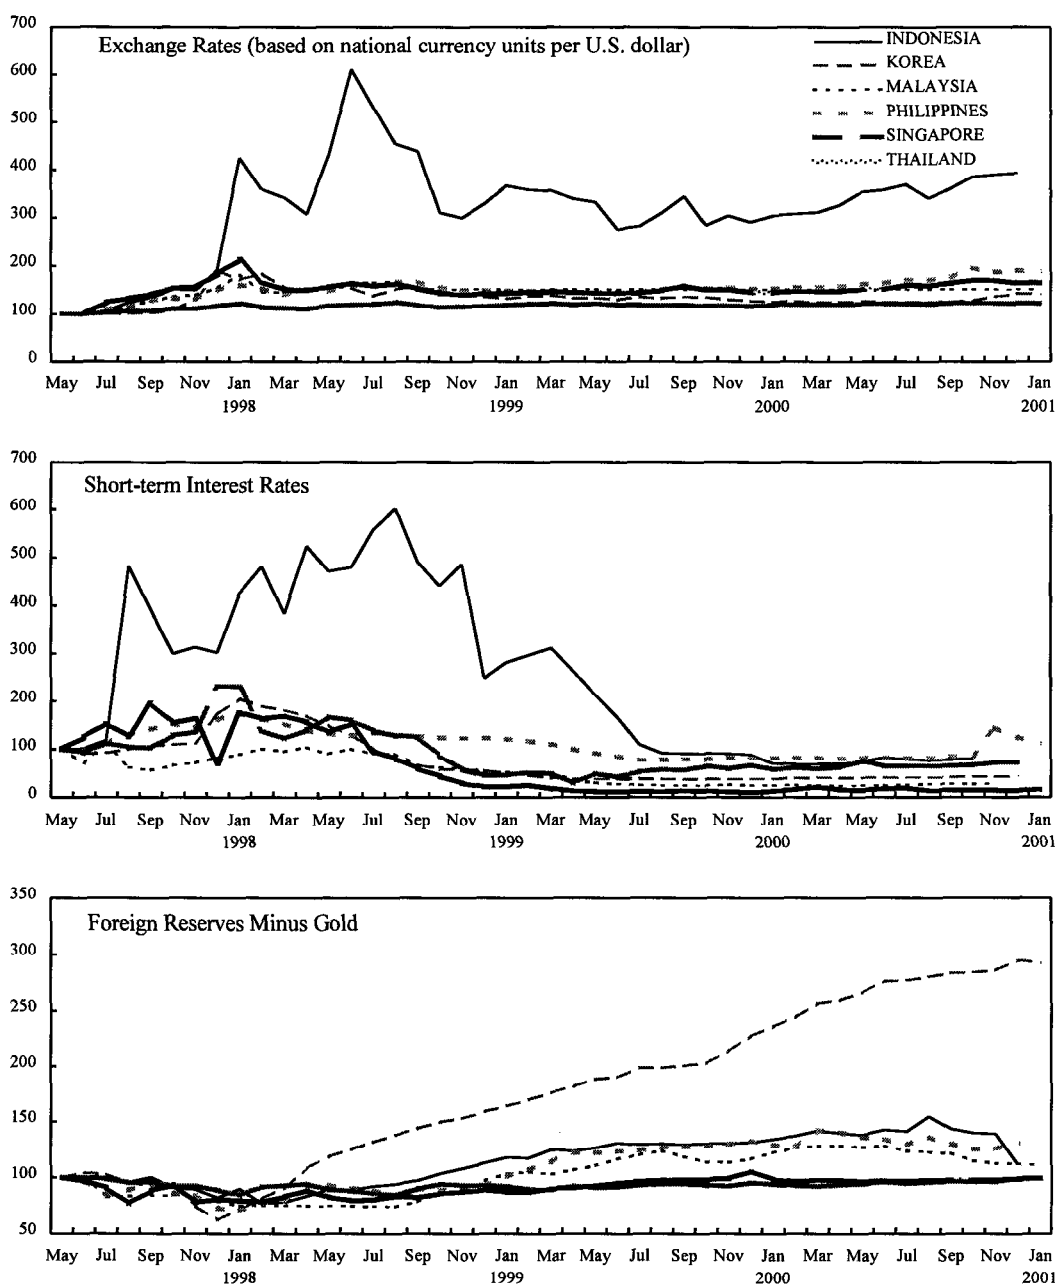 700
Exchange Rates (based on national currency units per U.S. dollar)
INDONESIA
KOREA
MALAYSIA
PHILIPPINES
SINGAPORE
THAILAND
600
500
400
300
200
100
0
May Jul Sep Nov Jan Mar May Jul Sep Nov Jan Mar May Jul Sep Nov Jan Mar May Jul Sep Nov Jan
1998 1999 2000 2001
700
Short-term Interest Rates
600
500
400
300
200
100
0
May Jul Sep Nov Jan Mar May Jul Sep Nov Jan Mar May Jul Sep Nov Jan Mar May Jul Sep Nov Jan
1998 1999 2000 2001
350
Foreign Reserves Minus Gold
300
250
200
150
100
50
May Jul Sep Nov Jan Mar May Jul Sep Nov Jan Mar May Jul Sep Nov Jan Mar May Jul Sep Nov Jan
1998 1999 2000 2001